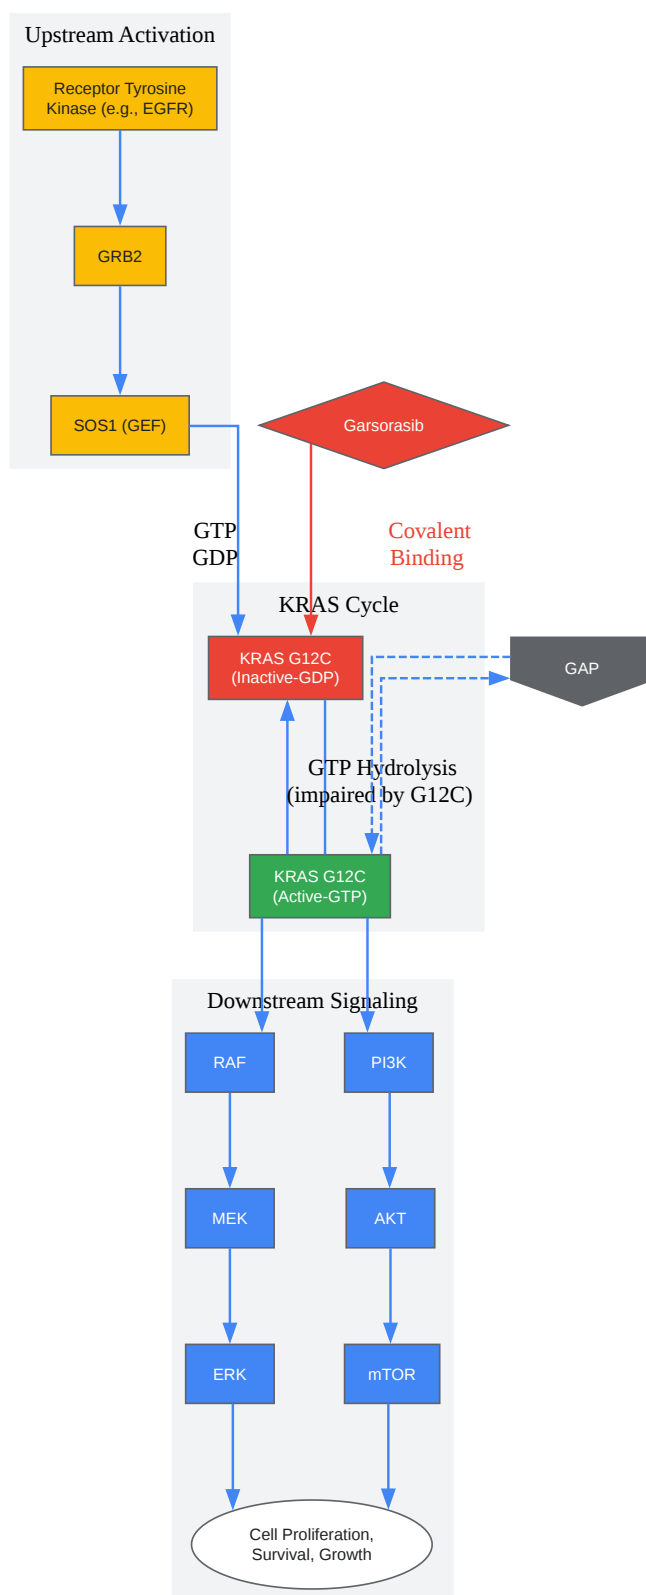 Upstream Activation
Receptor Tyrosine
Kinase (e.g., EGFR)
GRB2
SOS1 (GEF)
Garsorasib
GTP
GDP
Covalent
Binding
KRAS Cycle
KRAS G12C
(Inactive-GDP)
GAP
GTP Hydrolysis
(impaired by G12C)
KRAS G12C
(Active-GTP)
Downstream Signaling
RAF
PI3K
MEK
AKT
ERK
mTOR
Cell Proliferation,
Survival, Growth